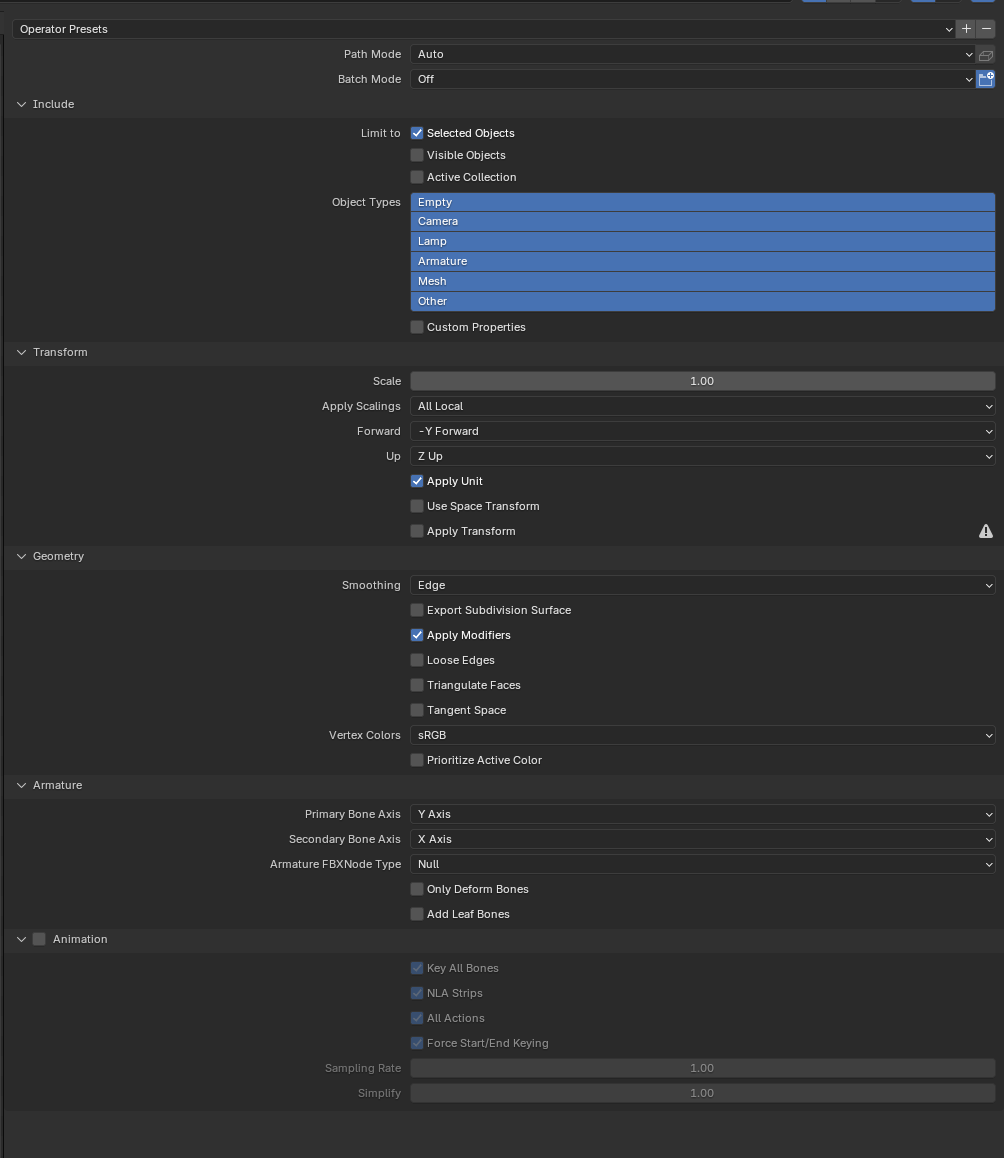 Operator Presets
Path Mode Auto
Batch Mode Off
Include
Limit to Selected Objects
Visible Objects
Active Collection
Object Types Empty
Camera
Lamp
Armature
Mesh
Other
Custom Properties
Transform
Scale 1.00
Apply Scalings All Local
Forward -Y Forward
Up Z Up
Apply Unit
Use Space Transform
Apply Transform
Geometry
Smoothing Edge
Export Subdivision Surface
Apply Modifiers
Loose Edges
Triangulate Faces
Tangent Space
Vertex Colors sRGB
Prioritize Active Color
Armature
Primary Bone Axis Y Axis
Secondary Bone Axis X Axis
Armature FBXNode Type Null
Only Deform Bones
Add Leaf Bones
Animation
Key All Bones
NLA Strips
All Actions
Force Start/End Keying
Sampling Rate 1.00
Simplify 1.00